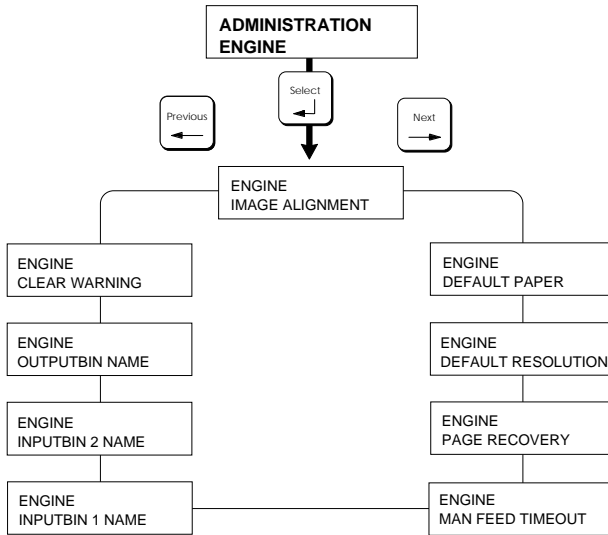 ADMINISTRATION
ENGINE
Select
Previous
Next
ENGINE
IMAGE ALIGNMENT
ENGINE
CLEAR WARNING
ENGINE
DEFAULT PAPER
ENGINE
OUTPUTBIN NAME
ENGINE
DEFAULT RESOLUTION
ENGINE
INPUTBIN 2 NAME
ENGINE
PAGE RECOVERY
ENGINE
INPUTBIN 1 NAME
ENGINE
MAN FEED TIMEOUT